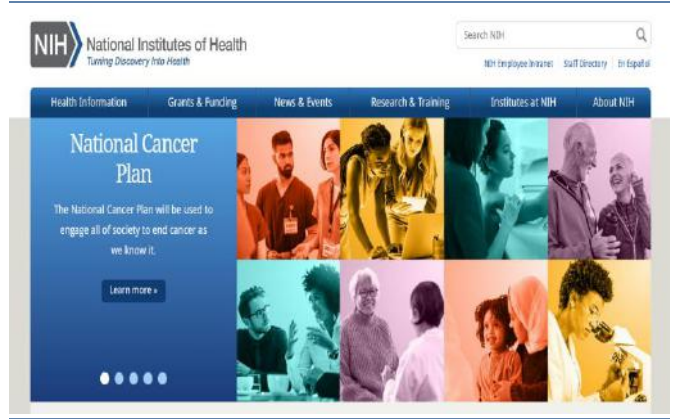 NIH
National Institutes of Health
Turning Discovery Into Health
Search NIH
NIH Employee Intranet Staff Directory En Español
Health Information Grants & Funding News & Events Research & Training Institutes at NIH About NIH
National Cancer
Plan
The National Cancer Plan will be used to
engage all of society to end cancer as
we know it.
Learn more »